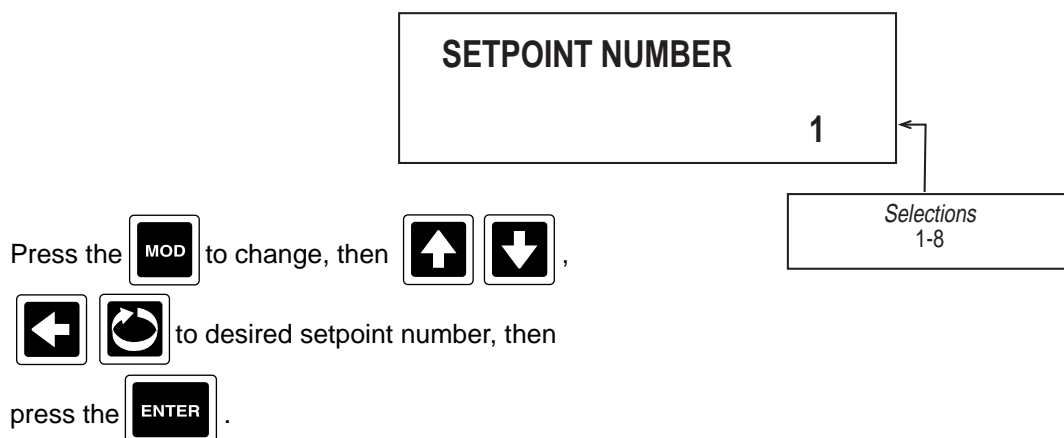 SETPOINT NUMBER
1
Selections
1-8
Press the MOD to change, then ,
to desired setpoint number, then
press the ENTER .